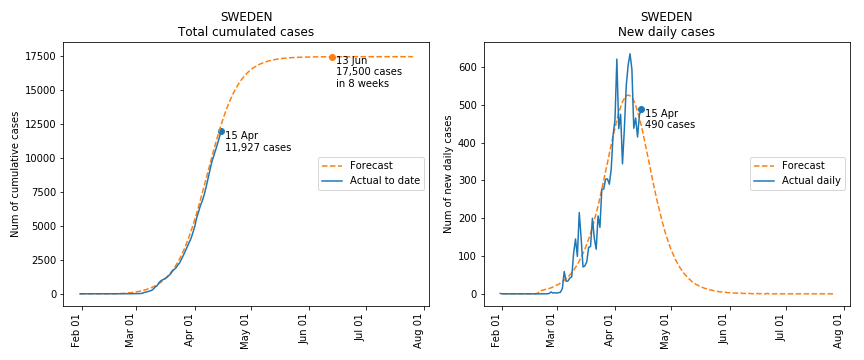 SWEDEN
Total cumulated cases
Num of cumulative cases
17500
15000
12500
10000
7500
5000
2500
0
13 Jun
17,500 cases
in 8 weeks
15 Apr
11,927 cases
Forecast
Actual to date
Feb 01
Mar 01
Apr 01
May 01
Jun 01
Jul 01
Aug 01
SWEDEN
New daily cases
Num of new daily cases
600
500
400
300
200
100
0
15 Apr
490 cases
Forecast
Actual daily
Feb 01
Mar 01
Apr 01
May 01
Jun 01
Jul 01
Aug 01